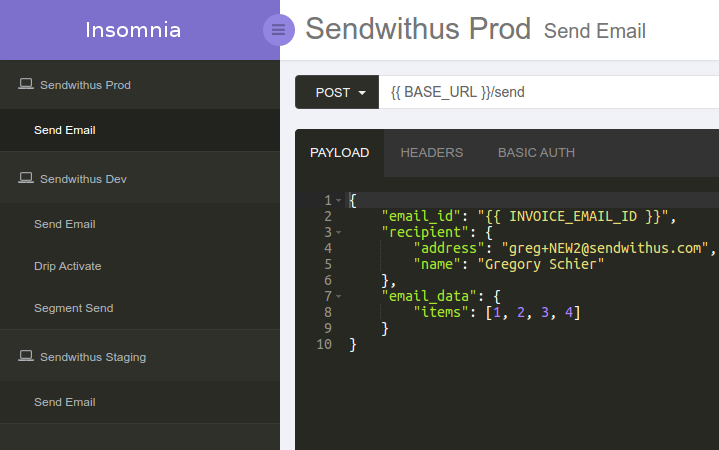 Insomnia
Sendwithus Prod
Send Email
Sendwithus Dev
Send Email
Drip Activate
Segment Send
Sendwithus Staging
Send Email
Sendwithus Prod Send Email
POST {{ BASE_URL }}/send
PAYLOAD HEADERS BASIC AUTH
1 {
2 "email_id": "{{ INVOICE_EMAIL_ID }}",
3 "recipient": {
4 "address": "greg+NEW2@sendwithus.com",
5 "name": "Gregory Schier"
6 },
7 "email_data": {
8 "items": [1, 2, 3, 4]
9 }
10 }